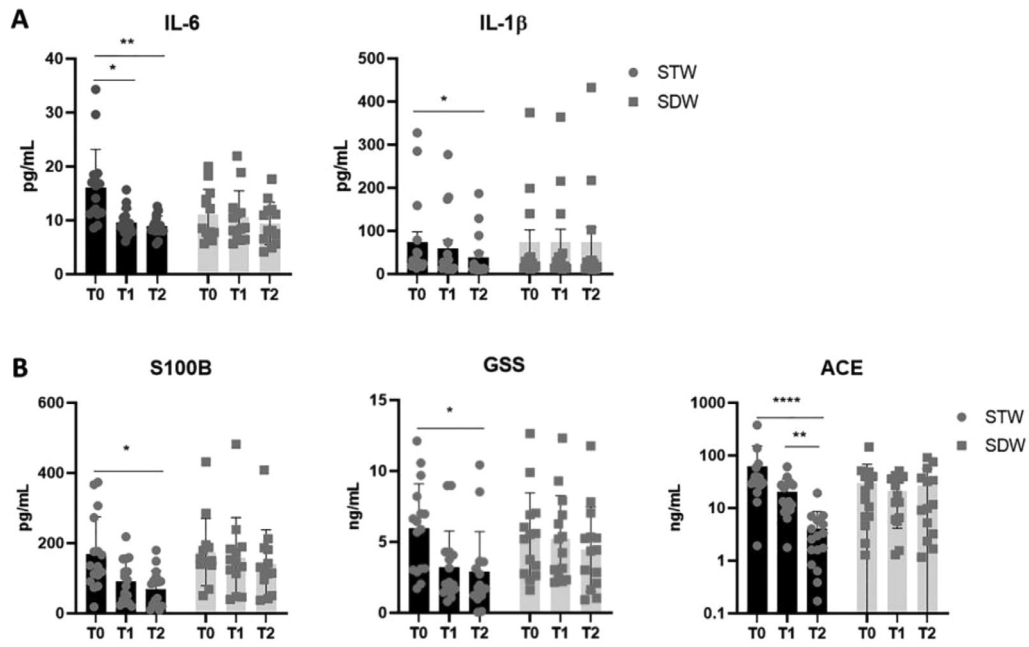 A
IL-6
**
*
40
30
20
10
0
pg/mL
T0 T1 T2 T0 T1 T2
IL-1β
*
500
400
300
200
100
0
pg/mL
T0 T1 T2 T0 T1 T2
STW
SDW
B
S100B
*
600
400
200
0
pg/mL
T0 T1 T2 T0 T1 T2
GSS
*
15
10
5
0
ng/mL
T0 T1 T2 T0 T1 T2
ACE
****
**
1000
100
10
1
0.1
ng/mL
T0 T1 T2 T0 T1 T2
STW
SDW